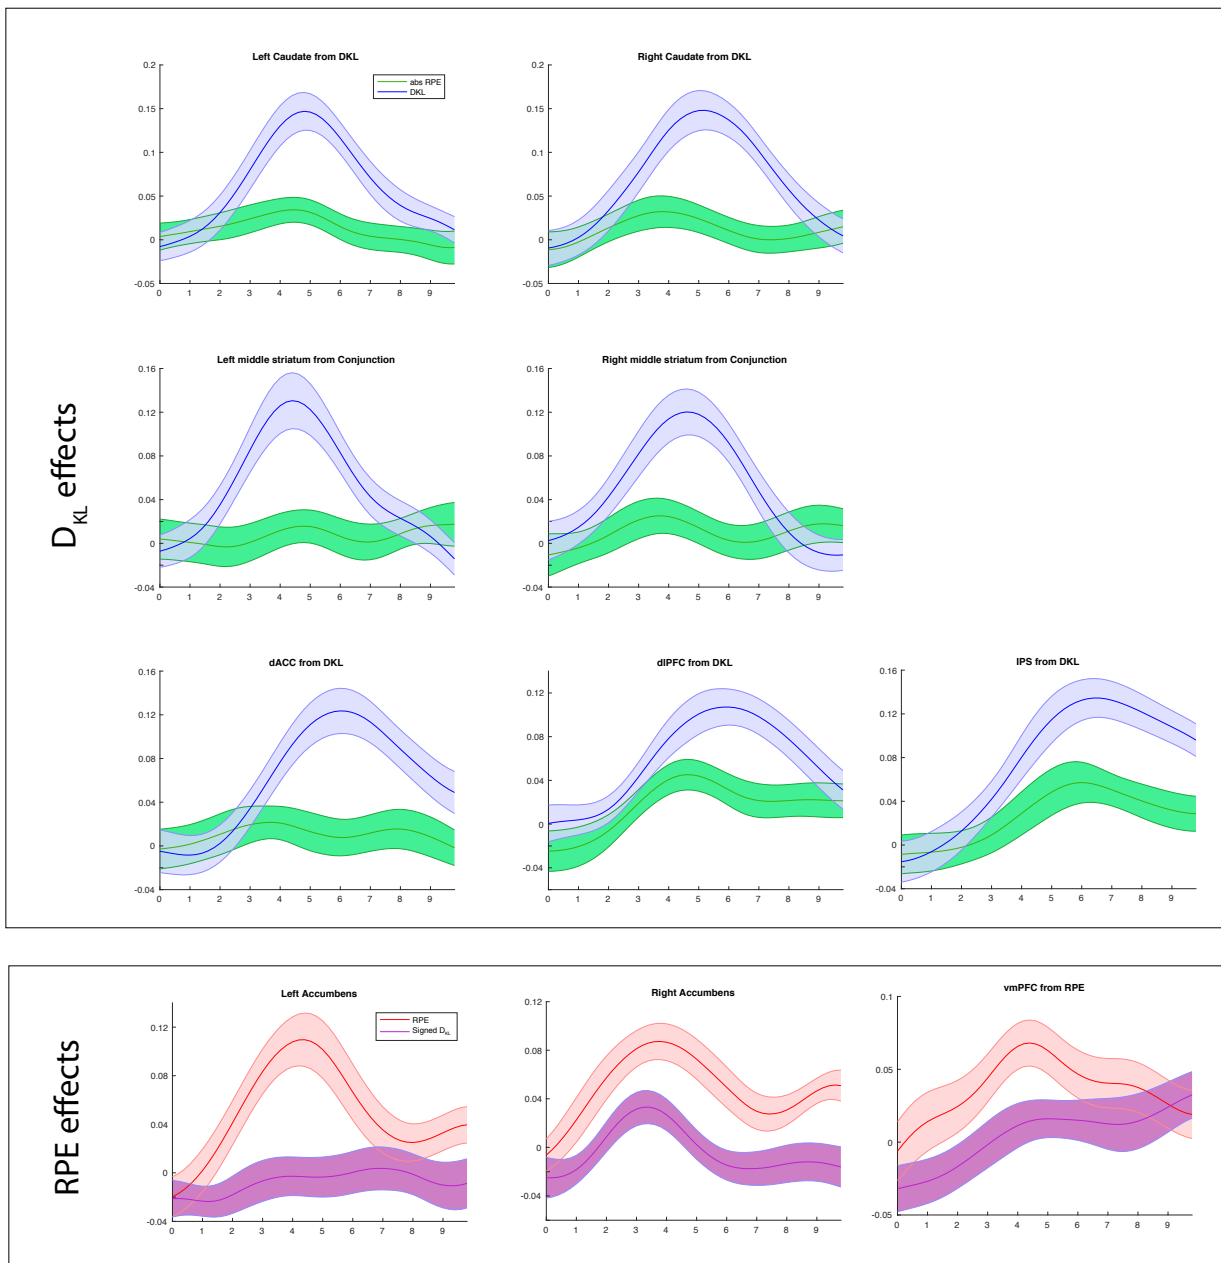 D_KL effects
Left Caudate from DKL
0.2
0.15
0.1
0.05
0
-0.05
0 1 2 3 4 5 6 7 8 9
abs RPE
DKL
Right Caudate from DKL
0.2
0.15
0.1
0.05
0
-0.05
0 1 2 3 4 5 6 7 8 9
Left middle striatum from Conjunction
0.16
0.12
0.08
0.04
0
-0.04
0 1 2 3 4 5 6 7 8 9
Right middle striatum from Conjunction
0.16
0.12
0.08
0.04
0
-0.04
0 1 2 3 4 5 6 7 8 9
dACC from DKL
0.16
0.12
0.08
0.04
0
-0.04
0 1 2 3 4 5 6 7 8 9
dlPFC from DKL
0.12
0.08
0.04
0
-0.04
0 1 2 3 4 5 6 7 8 9
IPS from DKL
0.16
0.12
0.08
0.04
0
-0.04
0 1 2 3 4 5 6 7 8 9
RPE effects
Left Accumbens
0.12
0.08
0.04
0
-0.04
0 1 2 3 4 5 6 7 8 9
RPE
Signed D_KL
Right Accumbens
0.12
0.08
0.04
0
-0.04
0 1 2 3 4 5 6 7 8 9
vmPFC from RPE
0.1
0.05
0
-0.05
0 1 2 3 4 5 6 7 8 9